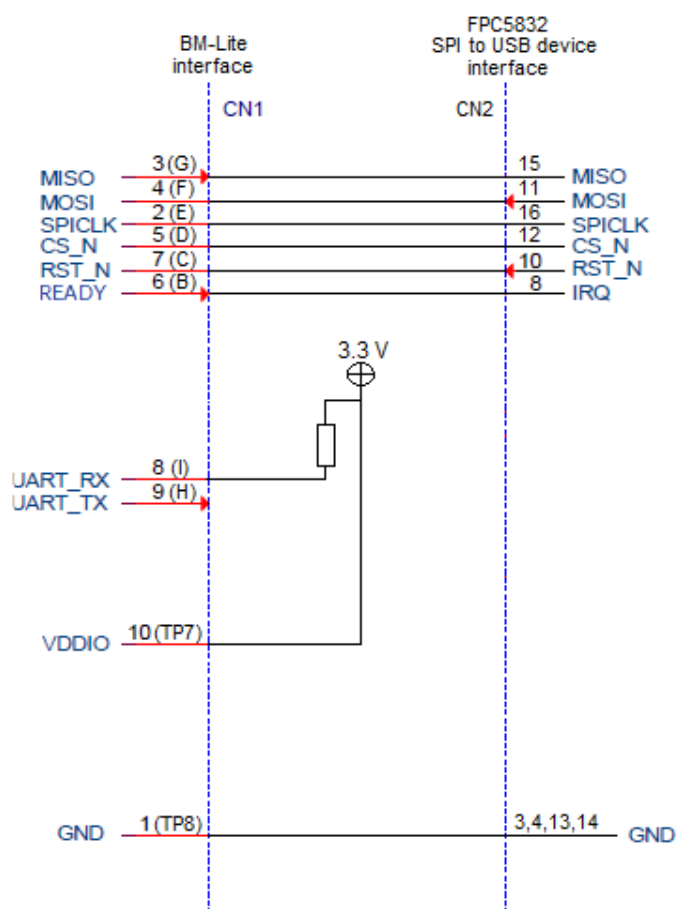 BM-Lite
interface
FPC5832
SPI to USB device
interface
CN1
CN2
MISO 3 (G) 15 MISO
MOSI 4 (F) 11 MOSI
SPICLK 2 (E) 16 SPICLK
CS_N 5 (D) 12 CS_N
RST_N 7 (C) 10 RST_N
READY 6 (B) 8 IRQ
3.3 V
UART_RX 8 (I)
UART_TX 9 (H)
VDDIO 10 (TP7)
GND 1 (TP8) 3,4,13,14 GND